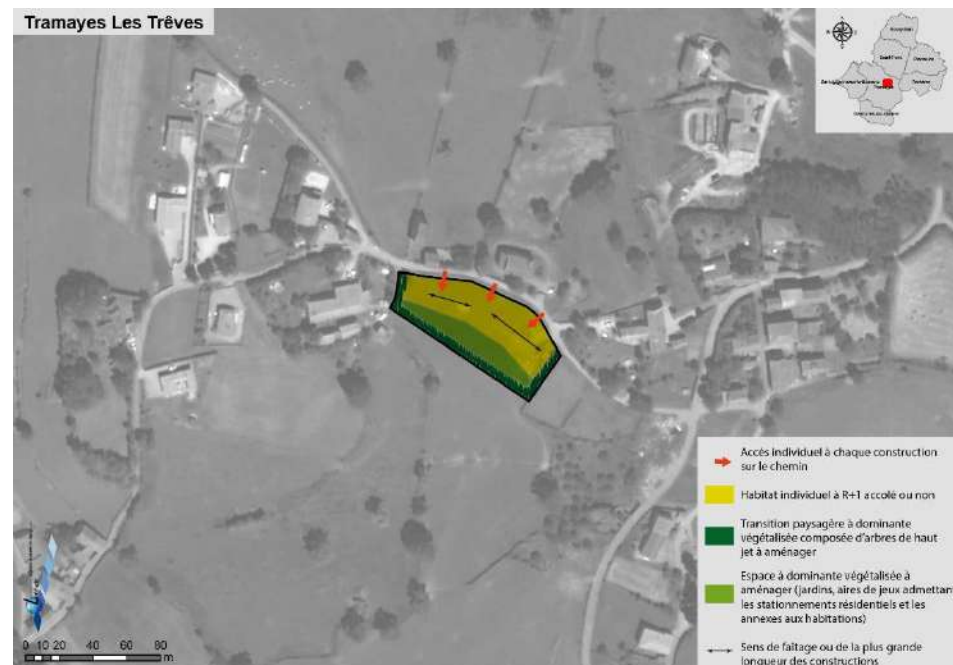 Tramayes Les Trêves
Accès individuel à chaque construction
sur le chemin
Habitat individuel à R+1 accolé ou non
Transition paysagère à dominante
végétalisée composée d'arbres de haut
jet à aménager
Espace à dominante végétalisée à
aménager (jardins, aires de jeux admettant
les stationnements résidentiels et les
annexes aux habitations)
Sens de faîtage ou de la plus grande
longueur des constructions
0 10 20 40 60 80
m